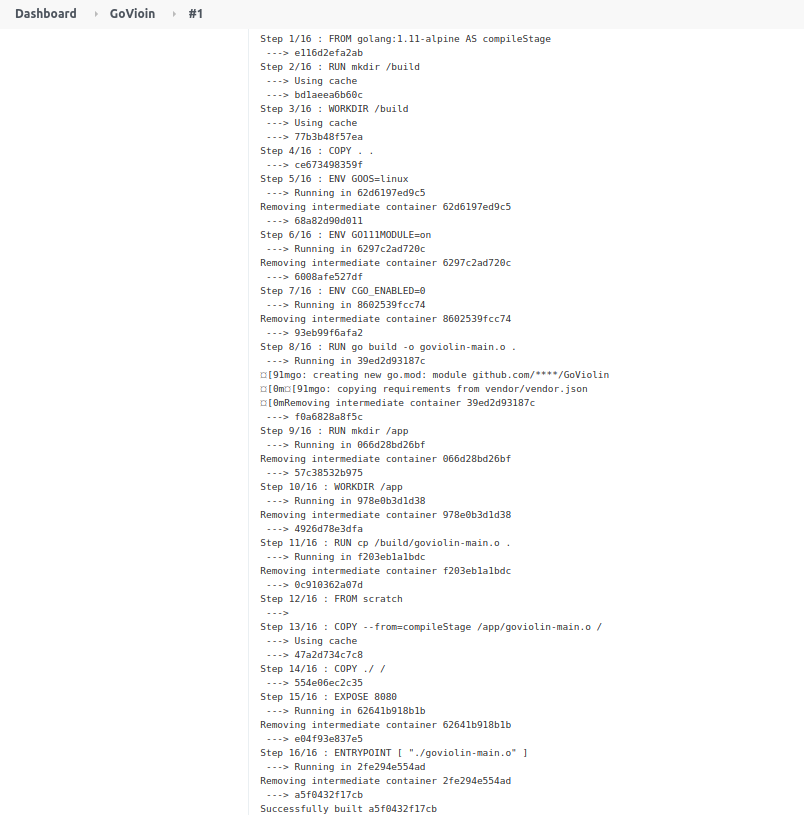 Dashboard › GoVioin › #1
Step 1/16 : FROM golang:1.11-alpine AS compileStage
---> e116d2efa2ab
Step 2/16 : RUN mkdir /build
---> Using cache
---> bd1aeea6b60c
Step 3/16 : WORKDIR /build
---> Using cache
---> 77b3b48f57ea
Step 4/16 : COPY . .
---> ce673498359f
Step 5/16 : ENV GOOS=linux
---> Running in 62d6197ed9c5
Removing intermediate container 62d6197ed9c5
---> 68a82d90d011
Step 6/16 : ENV GO111MODULE=on
---> Running in 6297c2ad720c
Removing intermediate container 6297c2ad720c
---> 6008afe527df
Step 7/16 : ENV CGO_ENABLED=0
---> Running in 8602539fcc74
Removing intermediate container 8602539fcc74
---> 93eb99f6afa2
Step 8/16 : RUN go build -o goviolin-main.o .
---> Running in 39ed2d93187c
□[91mgo: creating new go.mod: module github.com/****/GoViolin
□[0m□[91mgo: copying requirements from vendor/vendor.json
□[0mRemoving intermediate container 39ed2d93187c
---> f0a6828a8f5c
Step 9/16 : RUN mkdir /app
---> Running in 066d28bd26bf
Removing intermediate container 066d28bd26bf
---> 57c38532b975
Step 10/16 : WORKDIR /app
---> Running in 978e0b3d1d38
Removing intermediate container 978e0b3d1d38
---> 4926d78e3dfa
Step 11/16 : RUN cp /build/goviolin-main.o .
---> Running in f203eb1a1bdc
Removing intermediate container f203eb1a1bdc
---> 0c910362a07d
Step 12/16 : FROM scratch
--->
Step 13/16 : COPY --from=compileStage /app/goviolin-main.o /
---> Using cache
---> 47a2d734c7c8
Step 14/16 : COPY ./ /
---> 554e06ec2c35
Step 15/16 : EXPOSE 8080
---> Running in 62641b918b1b
Removing intermediate container 62641b918b1b
---> e04f93e837e5
Step 16/16 : ENTRYPOINT [ "./goviolin-main.o" ]
---> Running in 2fe294e554ad
Removing intermediate container 2fe294e554ad
---> a5f0432f17cb
Successfully built a5f0432f17cb